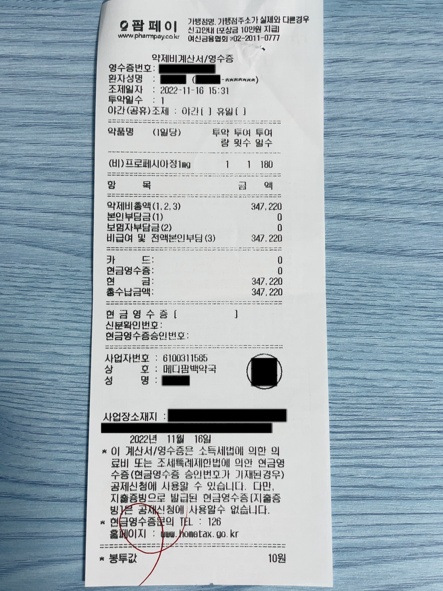 팜페이
www.pharmpay.co.kr
가맹점명, 가맹점주소가 실제와 다른경우
신고안내 (포상금 10만원 지급)
여신금융협회 ☎02-2011-0777
약제비계산서/영수증
영수증번호:
환자성명 : ( -*******)
조제일자 : 2022-11-16 15:31
투약일수 : 1
야간(공휴)조제 : 야간[ ] 휴일[ ]
약품명 (1일당) 투약 투여 투여
량 횟수 일수
(비)프로페시아정1mg 1 1 180
항 목 금 액
약제비총액(1,2,3) 347,220
본인부담금(1) 0
보험자부담금(2) 0
비급여 및 전액본인부담(3) 347,220
카 드: 0
현금영수증: 0
현 금: 347,220
총수납금액: 347,220
현 금 영 수 증 [ ]
신분확인번호:
현금영수증승인번호:
사업자번호 : 6100311585
상 호 : 메디팜백약국
성 명 :
사업장소재지 :
2022년 11월 16일
* 이 계산서/영수증은 소득세법에 의한 의
료비 또는 조세특례제한법에 의한 현금영
수증(현금영수증 승인번호가 기재된경우)
공제신청에 사용할 수 있습니다. 다만,
지출증빙으로 발급된 현금영수증(지출증
빙)은 공제신청에 사용할수 없습니다.
* 현금영수증문의 TEL : 126
홈페이지 : www.hometax.go.kr
* 봉투값 10원